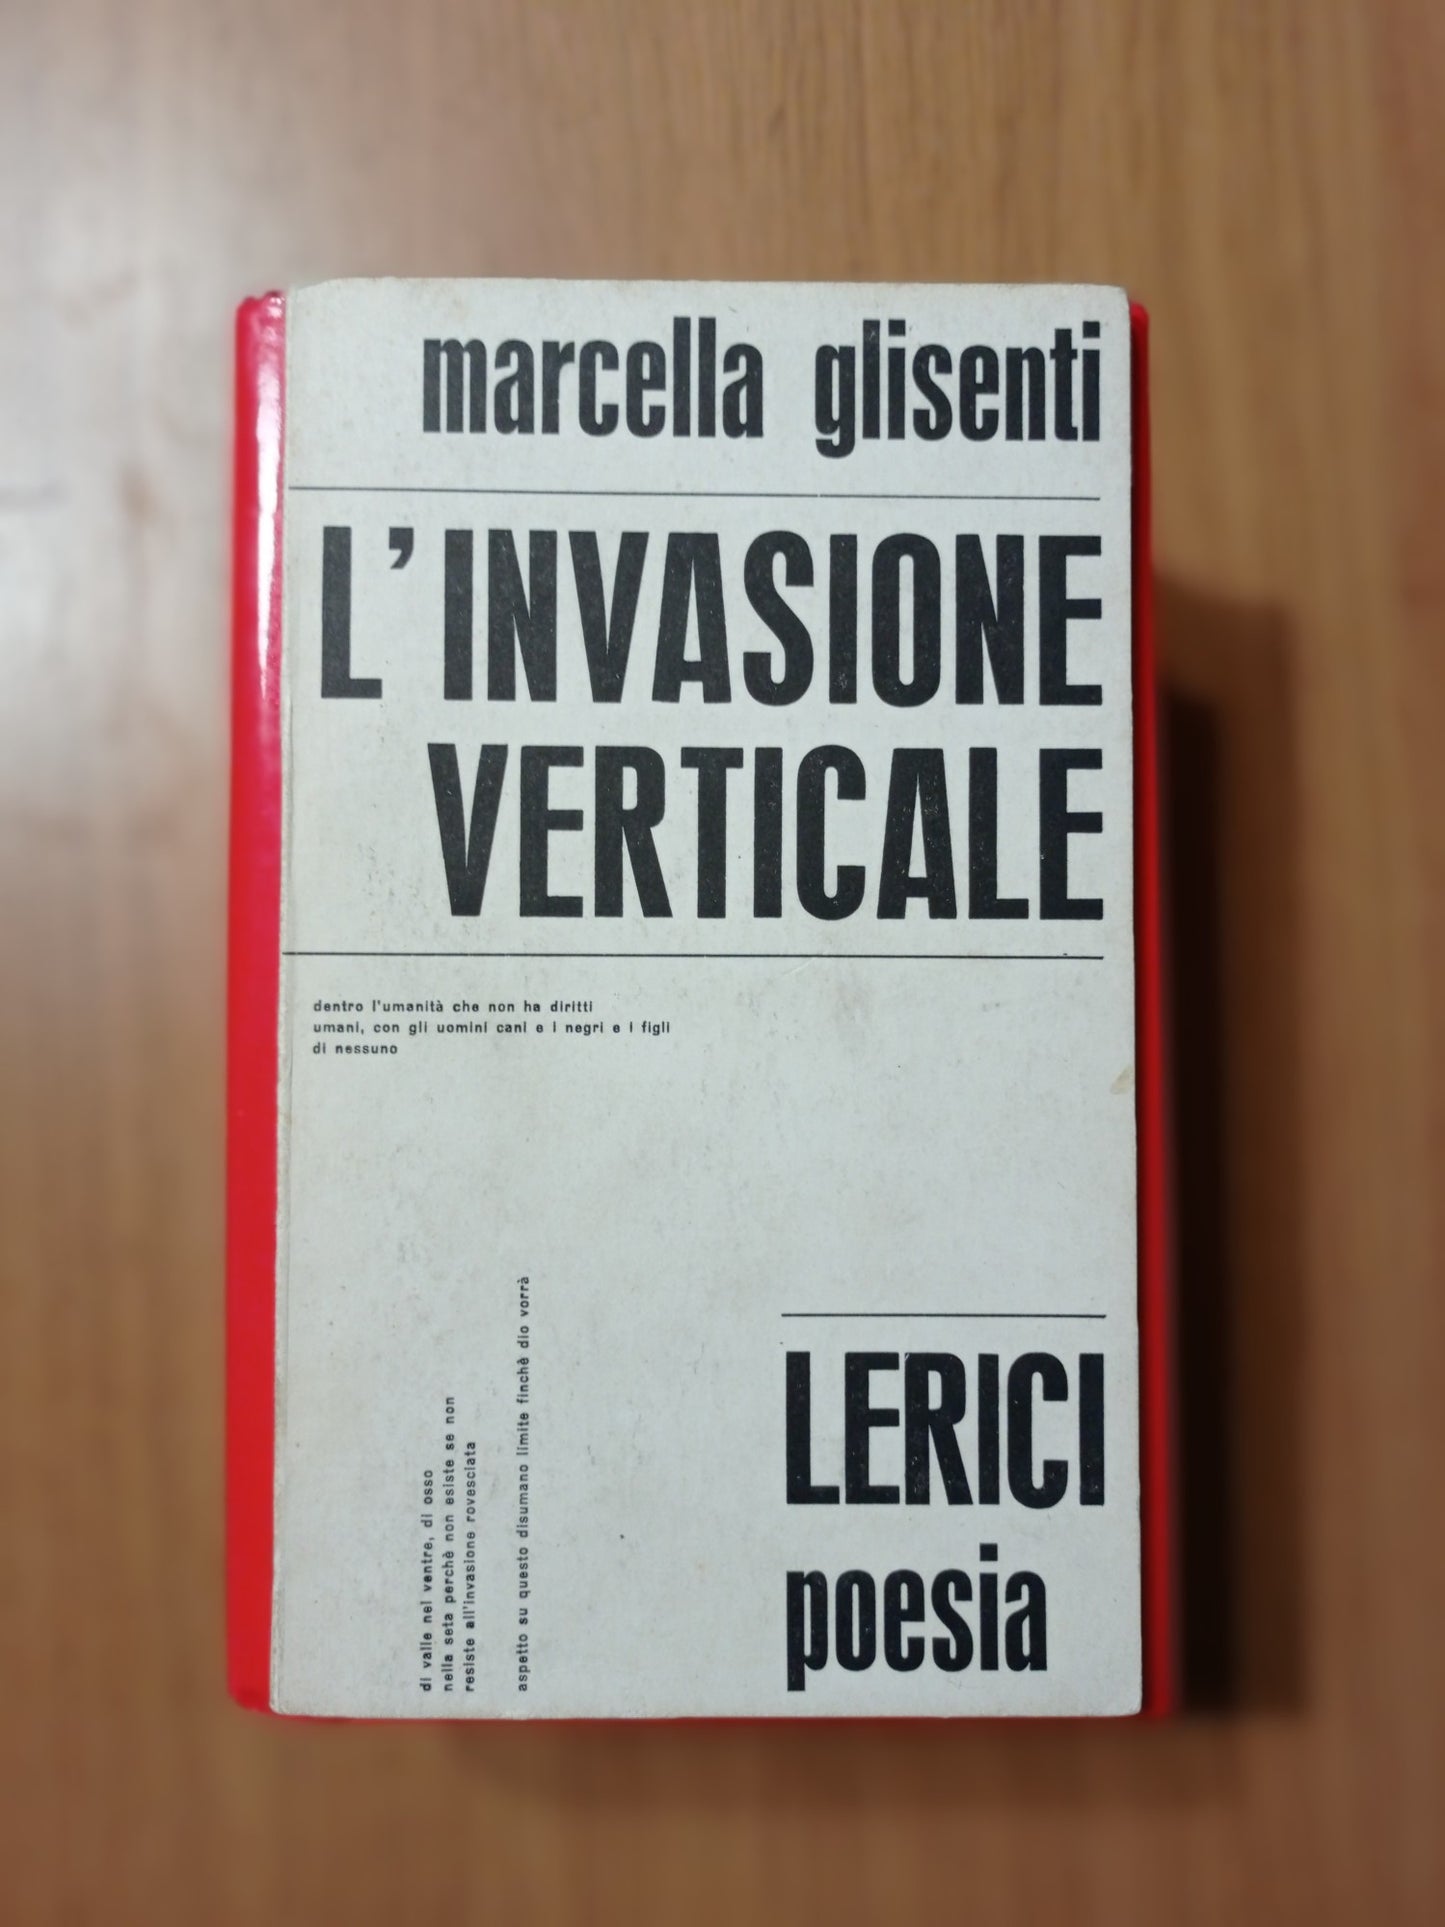 marcella glisenti
L'INVASIONE
VERTICALE
dentro l'umanità che non ha diritti
umani, con gli uomini cani e i negri e i figli
di nessuno
di valle nel ventre, di osso
nella seta perchè non esiste se non
resiste all'invasione rovesciata
aspetto su questo disumano limite finchè dio vorrà
LERICI
poesia